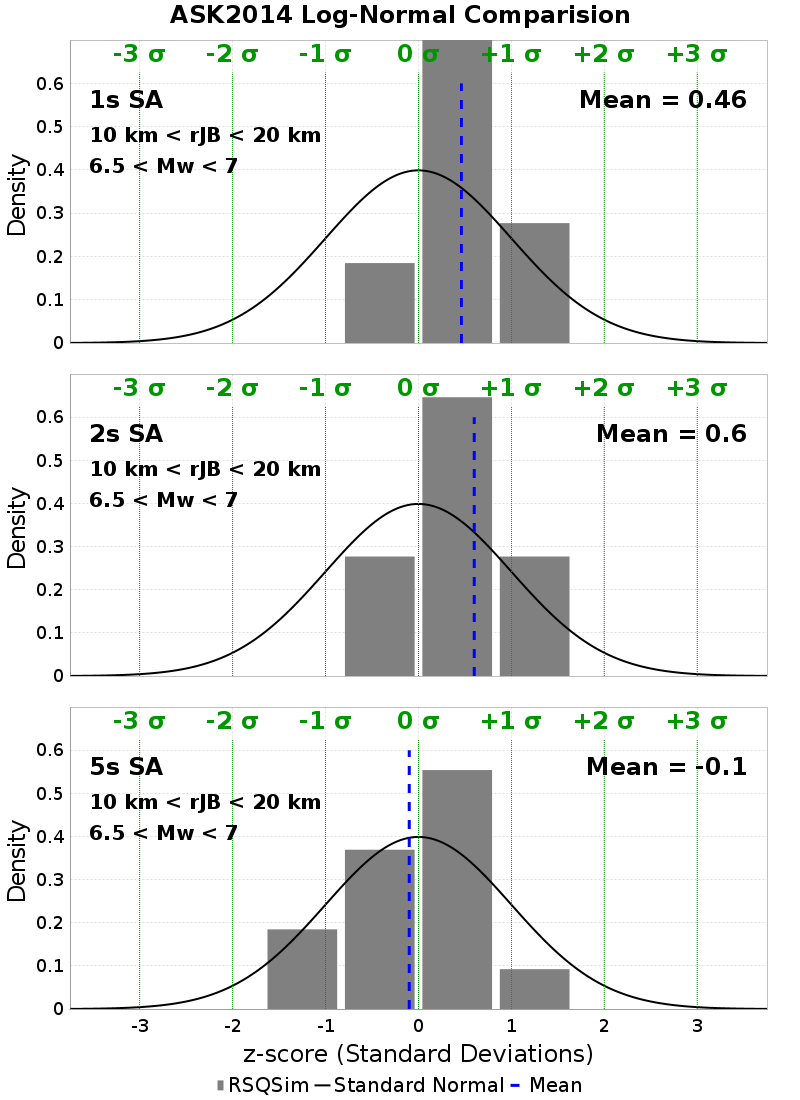 ASK2014 Log-Normal Comparision
-3 σ -2 σ -1 σ 0 σ +1 σ +2 σ +3 σ
1s SA
Mean = 0.46
10 km < rJB < 20 km
6.5 < Mw < 7
0.6
0.5
0.4
0.3
0.2
0.1
0
Density
-3 σ -2 σ -1 σ 0 σ +1 σ +2 σ +3 σ
2s SA
Mean = 0.6
10 km < rJB < 20 km
6.5 < Mw < 7
0.6
0.5
0.4
0.3
0.2
0.1
0
Density
-3 σ -2 σ -1 σ 0 σ +1 σ +2 σ +3 σ
5s SA
Mean = -0.1
10 km < rJB < 20 km
6.5 < Mw < 7
0.6
0.5
0.4
0.3
0.2
0.1
0
Density
-3 -2 -1 0 1 2 3
z-score (Standard Deviations)
RSQSim Standard Normal Mean